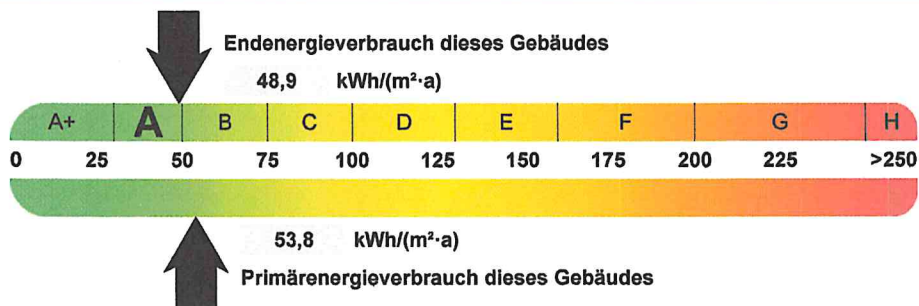 Endenergieverbrauch dieses Gebäudes
48,9 kWh/(m²·a)
A+ A B C D E F G H
0 25 50 75 100 125 150 175 200 225 >250
53,8 kWh/(m²·a)
Primärenergieverbrauch dieses Gebäudes